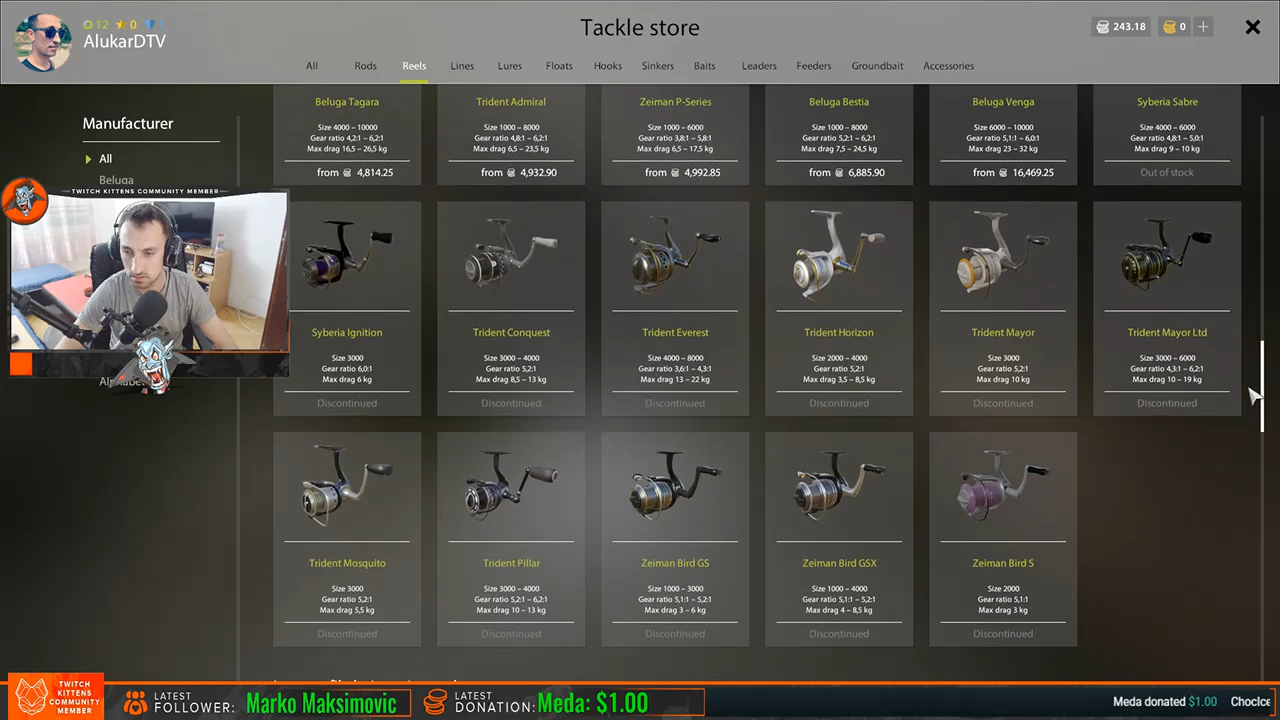 12 0 1
AlukarDTV
Tackle store
243.18
0
All Rods Reels Lines Lures Floats Hooks Sinkers Baits Leaders Feeders Groundbait Accessories
Manufacturer
All
Beluga
TWITCH KITTENS COMMUNITY MEMBER
Beluga Tagara
Size 4000 – 10000
Gear ratio 4,2:1 – 6,2:1
Max drag 16,5 – 26,5 kg
from 4,814.25
Trident Admiral
Size 1000 – 8000
Gear ratio 4,8:1 – 6,2:1
Max drag 6,5 – 23,5 kg
from 4,932.90
Zeiman P-Series
Size 1000 – 6000
Gear ratio 3,8:1 – 5,8:1
Max drag 6,5 – 17,5 kg
from 4,992.85
Beluga Bestia
Size 1000 – 8000
Gear ratio 5,2:1 – 6,2:1
Max drag 7,5 – 24,5 kg
from 6,885.90
Beluga Venga
Size 6000 – 10000
Gear ratio 5,1:1 – 6,0:1
Max drag 23 – 32 kg
from 16,469.25
Syberia Sabre
Size 4000 – 6000
Gear ratio 4,8:1 – 5,0:1
Max drag 9 – 10 kg
Out of stock
Syberia Ignition
Size 3000
Gear ratio 6,0:1
Max drag 6 kg
Discontinued
Trident Conquest
Size 3000 – 4000
Gear ratio 5,2:1
Max drag 8,5 – 13 kg
Discontinued
Trident Everest
Size 4000 – 8000
Gear ratio 3,6:1 – 4,3:1
Max drag 13 – 22 kg
Discontinued
Trident Horizon
Size 2000 – 4000
Gear ratio 5,2:1
Max drag 3,5 – 8,5 kg
Discontinued
Trident Mayor
Size 3000
Gear ratio 5,2:1
Max drag 10 kg
Discontinued
Trident Mayor Ltd
Size 3000 – 6000
Gear ratio 4,3:1 – 6,2:1
Max drag 10 – 19 kg
Discontinued
Trident Mosquito
Size 3000
Gear ratio 5,2:1
Max drag 5,5 kg
Discontinued
Trident Pillar
Size 3000 – 4000
Gear ratio 5,2:1 – 6,2:1
Max drag 10 – 13 kg
Discontinued
Zeiman Bird GS
Size 1000 – 3000
Gear ratio 5,1:1 – 5,2:1
Max drag 3 – 6 kg
Discontinued
Zeiman Bird GSX
Size 1000 – 4000
Gear ratio 5,1:1 – 5,2:1
Max drag 4 – 8,5 kg
Discontinued
Zeiman Bird S
Size 2000
Gear ratio 5,1:1
Max drag 3 kg
Discontinued
TWITCH
KITTENS
COMMUNITY
MEMBER
LATEST
FOLLOWER: Marko Maksimovic
LATEST
DONATION: Meda: $1.00
Meda donated $1.00